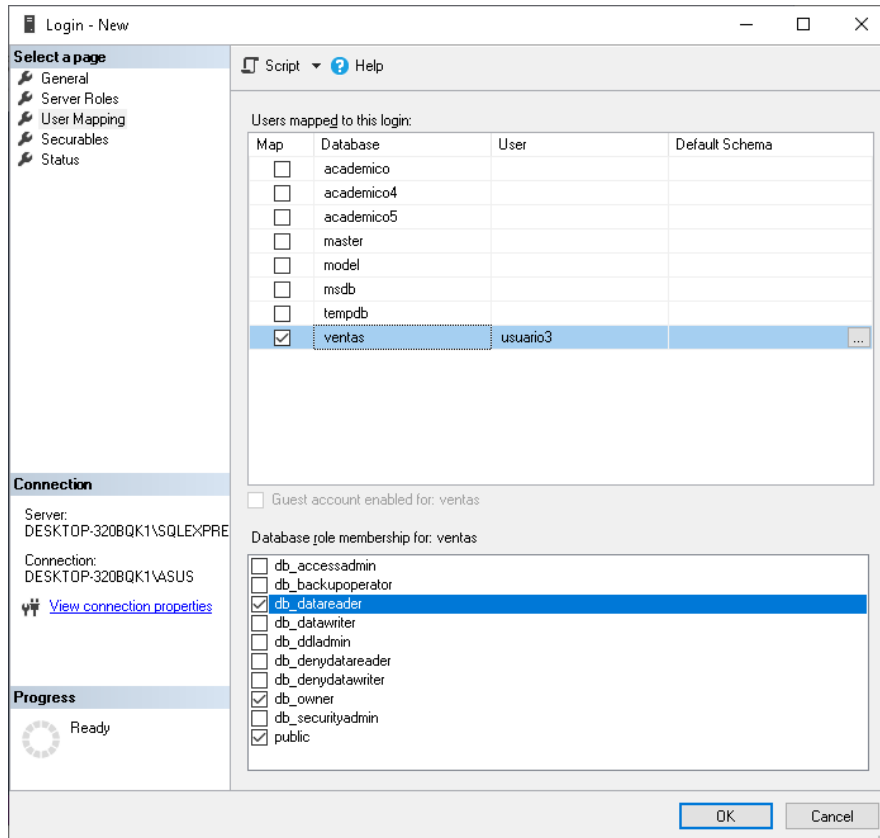 Login - New
Select a page
General
Server Roles
User Mapping
Securables
Status
Script Help
Users mapped to this login:
Map Database User Default Schema
academico
academico4
academico5
master
model
msdb
tempdb
ventas usuario3 ...
Guest account enabled for: ventas
Database role membership for: ventas
db_accessadmin
db_backupoperator
db_datareader
db_datawriter
db_ddladmin
db_denydatareader
db_denydatawriter
db_owner
db_securityadmin
public
Connection
Server:
DESKTOP-320BQK1\SQLEXPRE
Connection:
DESKTOP-320BQK1\ASUS
View connection properties
Progress
Ready
OK Cancel